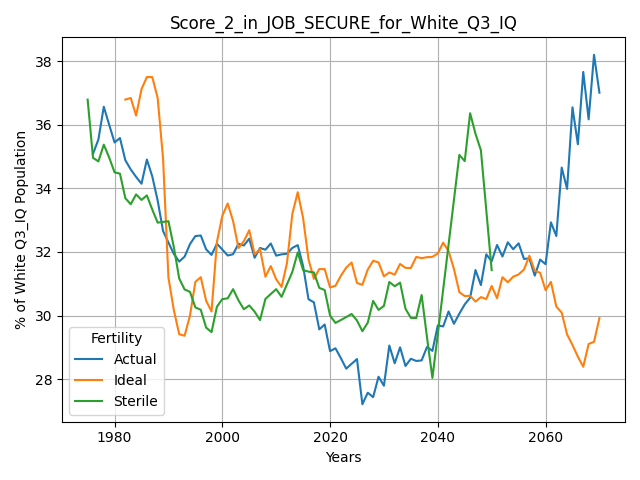 Score_2_in_JOB_SECURE_for_White_Q3_IQ
% of White Q3_IQ Population
38
36
34
32
30
28
Fertility
Actual
Ideal
Sterile
1980
2000
2020
2040
2060
Years